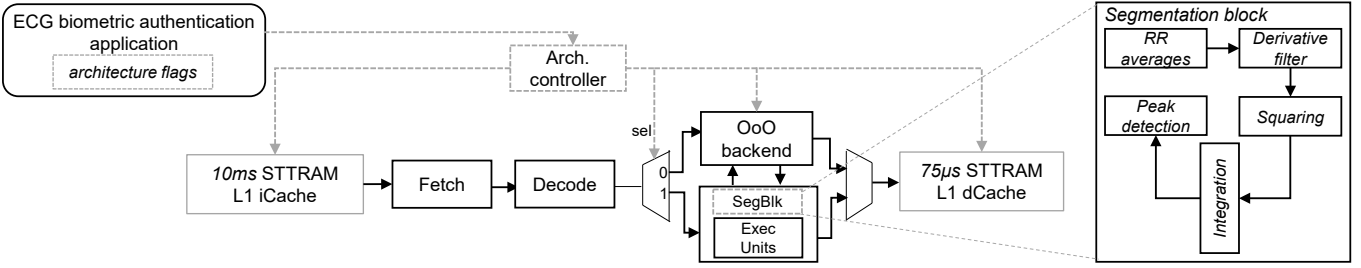 ECG biometric authentication
application
architecture flags
Arch.
controller
10ms STTRAM
L1 iCache
Fetch
Decode
sel
0
1
OoO
backend
SegBlk
Exec
Units
75µs STTRAM
L1 dCache
Segmentation block
RR
averages
Derivative
filter
Peak
detection
Squaring
Integration